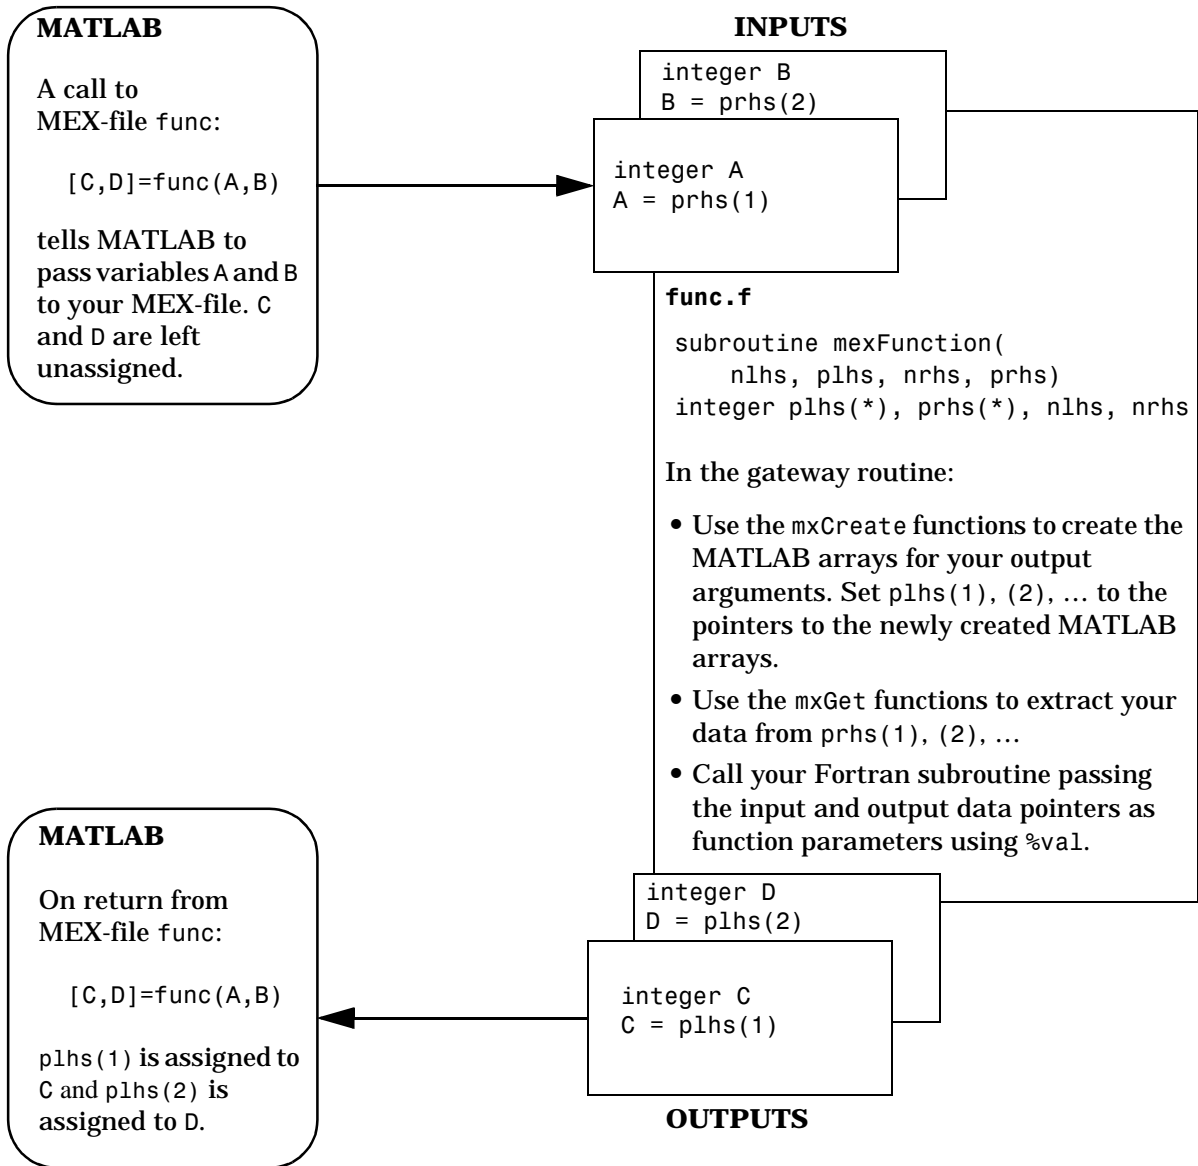 MATLAB
A call to
MEX-file func:
[C,D]=func(A,B)
tells MATLAB to
pass variables A and B
to your MEX-file. C
and D are left
unassigned.
INPUTS
integer B
B = prhs(2)
integer A
A = prhs(1)
func.f
subroutine mexFunction(
nlhs, plhs, nrhs, prhs)
integer plhs(*), prhs(*), nlhs, nrhs
In the gateway routine:
• Use the mxCreate functions to create the
MATLAB arrays for your output
arguments. Set plhs(1), (2), … to the
pointers to the newly created MATLAB
arrays.
• Use the mxGet functions to extract your
data from prhs(1), (2), …
• Call your Fortran subroutine passing
the input and output data pointers as
function parameters using %val.
integer D
D = plhs(2)
integer C
C = plhs(1)
OUTPUTS
MATLAB
On return from
MEX-file func:
[C,D]=func(A,B)
plhs(1) is assigned to
C and plhs(2) is
assigned to D.